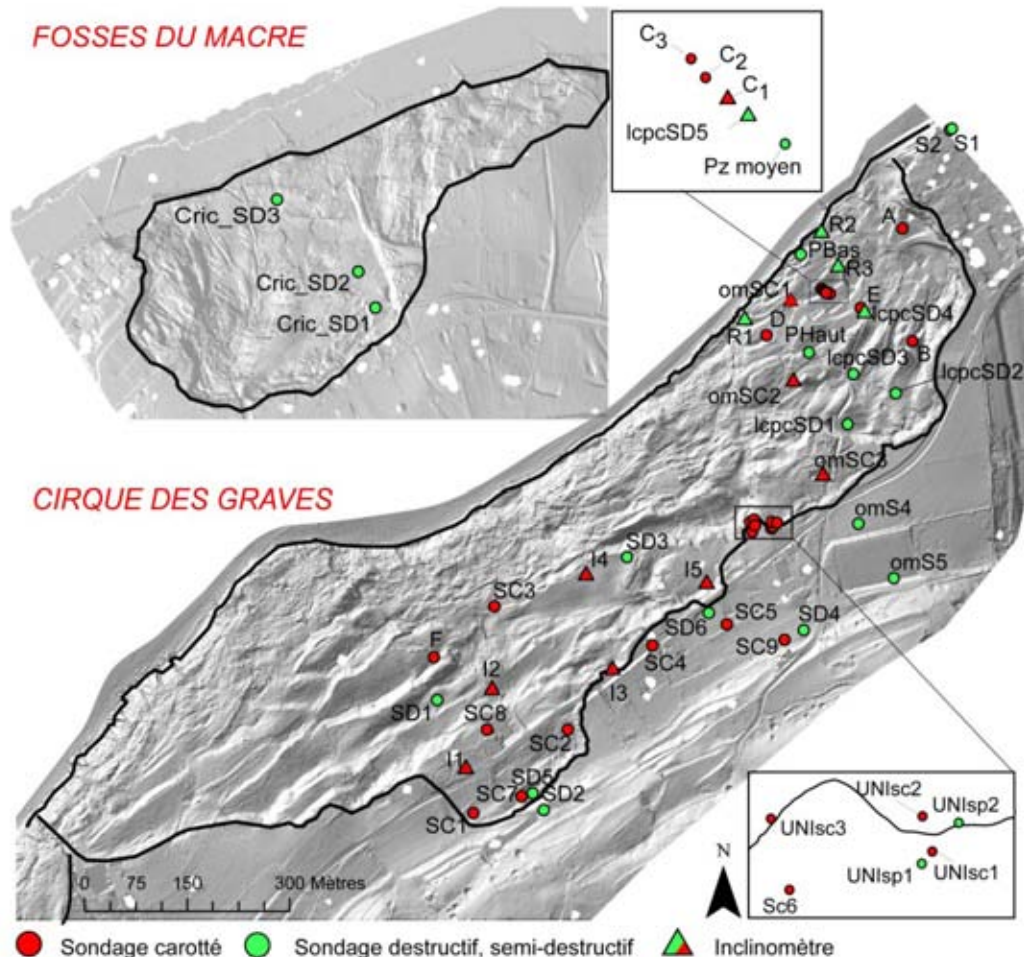 FOSSES DU MACRE
C3
C2
C1
lcpcSD5
Pz moyen
S2
S1
Cric_SD3
Cric_SD2
Cric_SD1
A
R2
PBas
R3
omSC1
E
lcpcSD4
R1
D
PHaut
lcpcSD3
B
lcpcSD2
omSC2
lcpcSD1
omSC3
CIRQUE DES GRAVES
omS4
SD3
I4
I5
omS5
SC3
SD6
SC5
SD4
SC9
SC4
F
I2
I3
SD1
SC8
SC2
I1
SD5
SC7
SD2
SC1
UNIsc2
UNIsp2
UNIsc3
UNIsp1
UNIsc1
Sc6
N
0 75 150 300 Mètres
Sondage carotté
Sondage destructif, semi-destructif
Inclinomètre